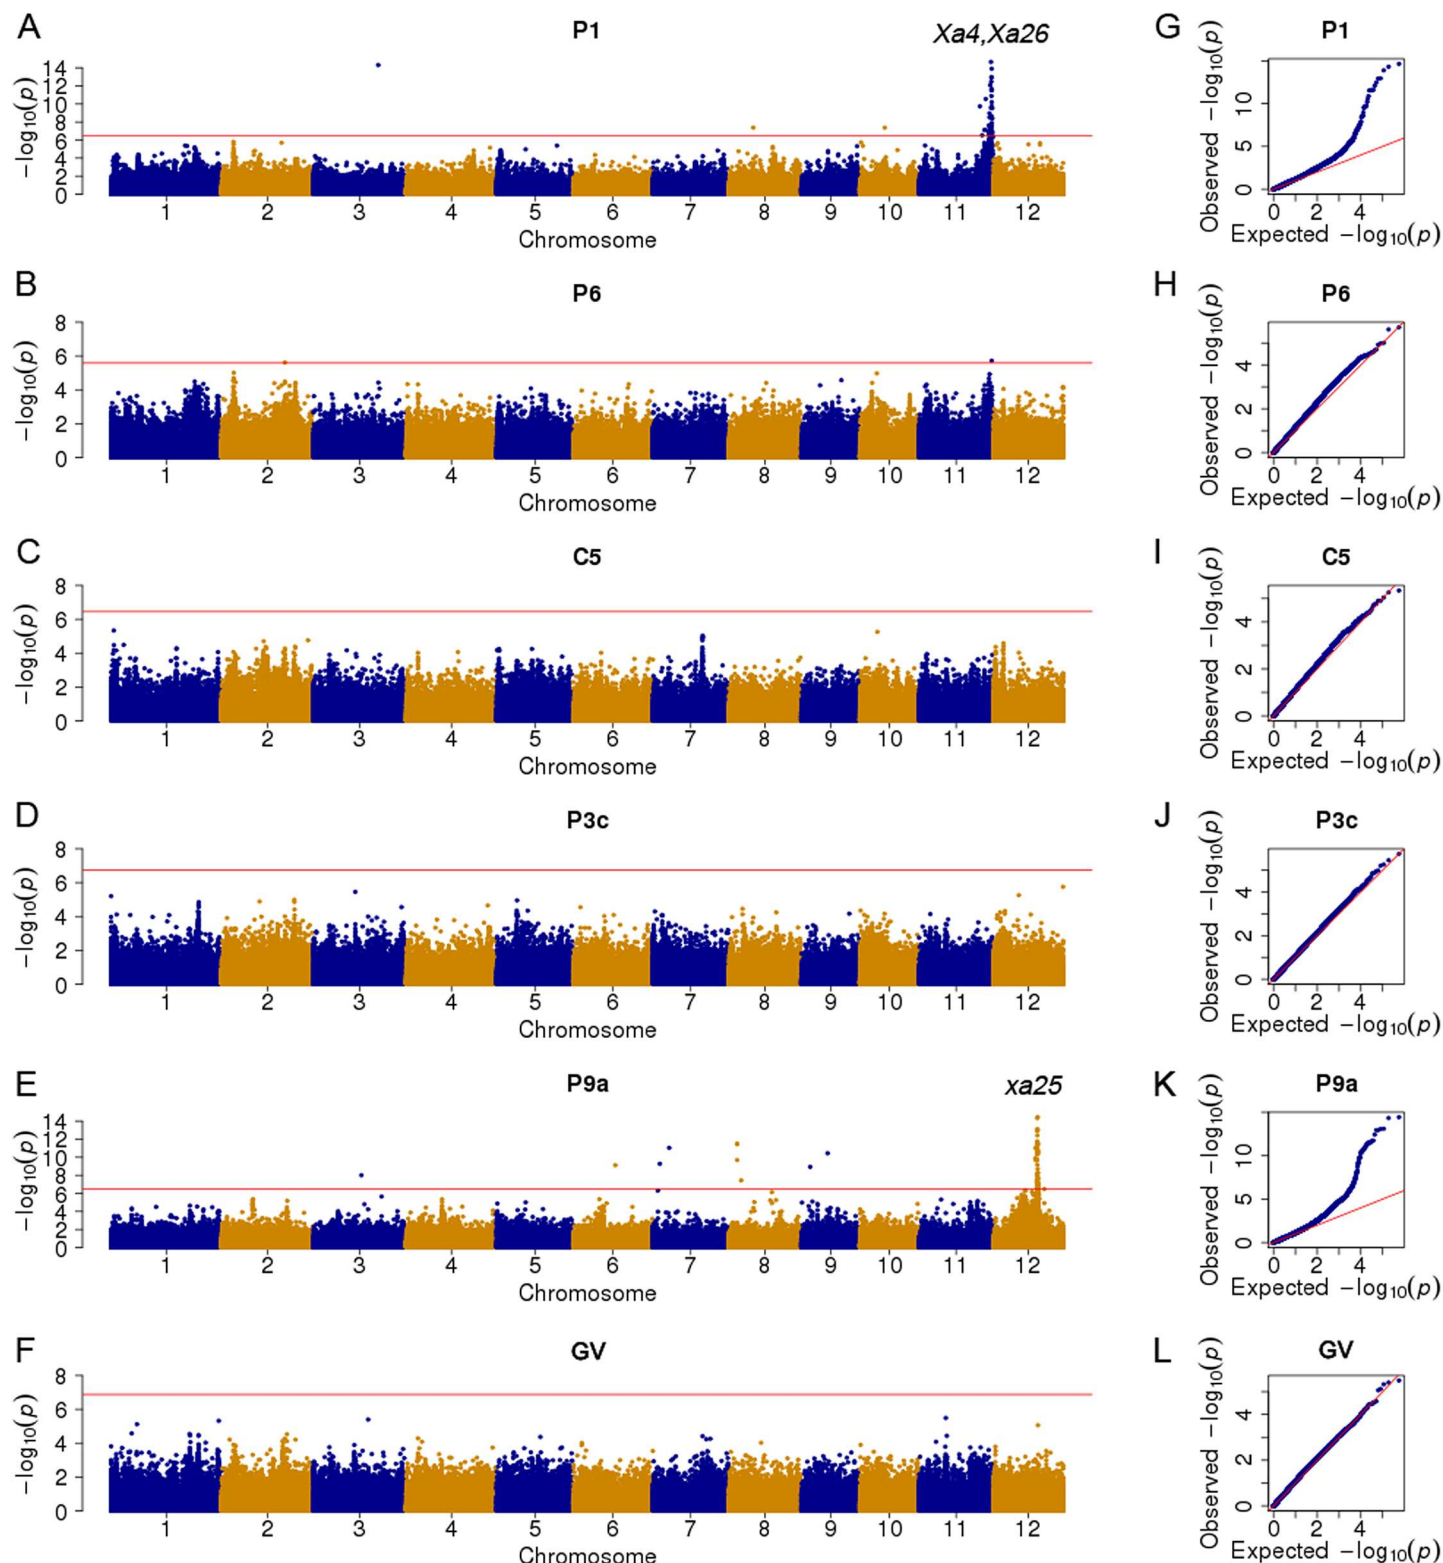 A P1 Xa4,Xa26 G P1
−log10(p) 14 12 10 8 6 4 2 0
Observed −log10(p) 10 5 0
1 2 3 4 5 6 7 8 9 10 11 12
0 2 4
Chromosome
Expected −log10(p)
B P6 H P6
−log10(p) 8 6 4 2 0
Observed −log10(p) 4 2 0
1 2 3 4 5 6 7 8 9 10 11 12
0 4
Chromosome
Expected −log10(p)
C C5 I C5
−log10(p) 8 6 4 2 0
Observed −log10(p) 4 2 0
1 2 3 4 5 6 7 8 9 10 11 12
0 2 4
Chromosome
Expected −log10(p)
D P3c J P3c
−log10(p) 8 6 4 2 0
Observed −log10(p) 4 2 0
1 2 3 4 5 6 7 8 9 10 11 12
0 2 4
Chromosome
Expected −log10(p)
E P9a xa25 K P9a
−log10(p) 14 12 10 8 6 4 2 0
Observed −log10(p) 10 5 0
1 2 3 4 5 6 7 8 9 10 11 12
0 2 4
Chromosome
Expected −log10(p)
F GV L GV
−log10(p) 8 6 4 2 0
Observed −log10(p) 4 2 0
1 2 3 4 5 6 7 8 9 10 11 12
0 2 4
Chromosome
Expected −log10(p)